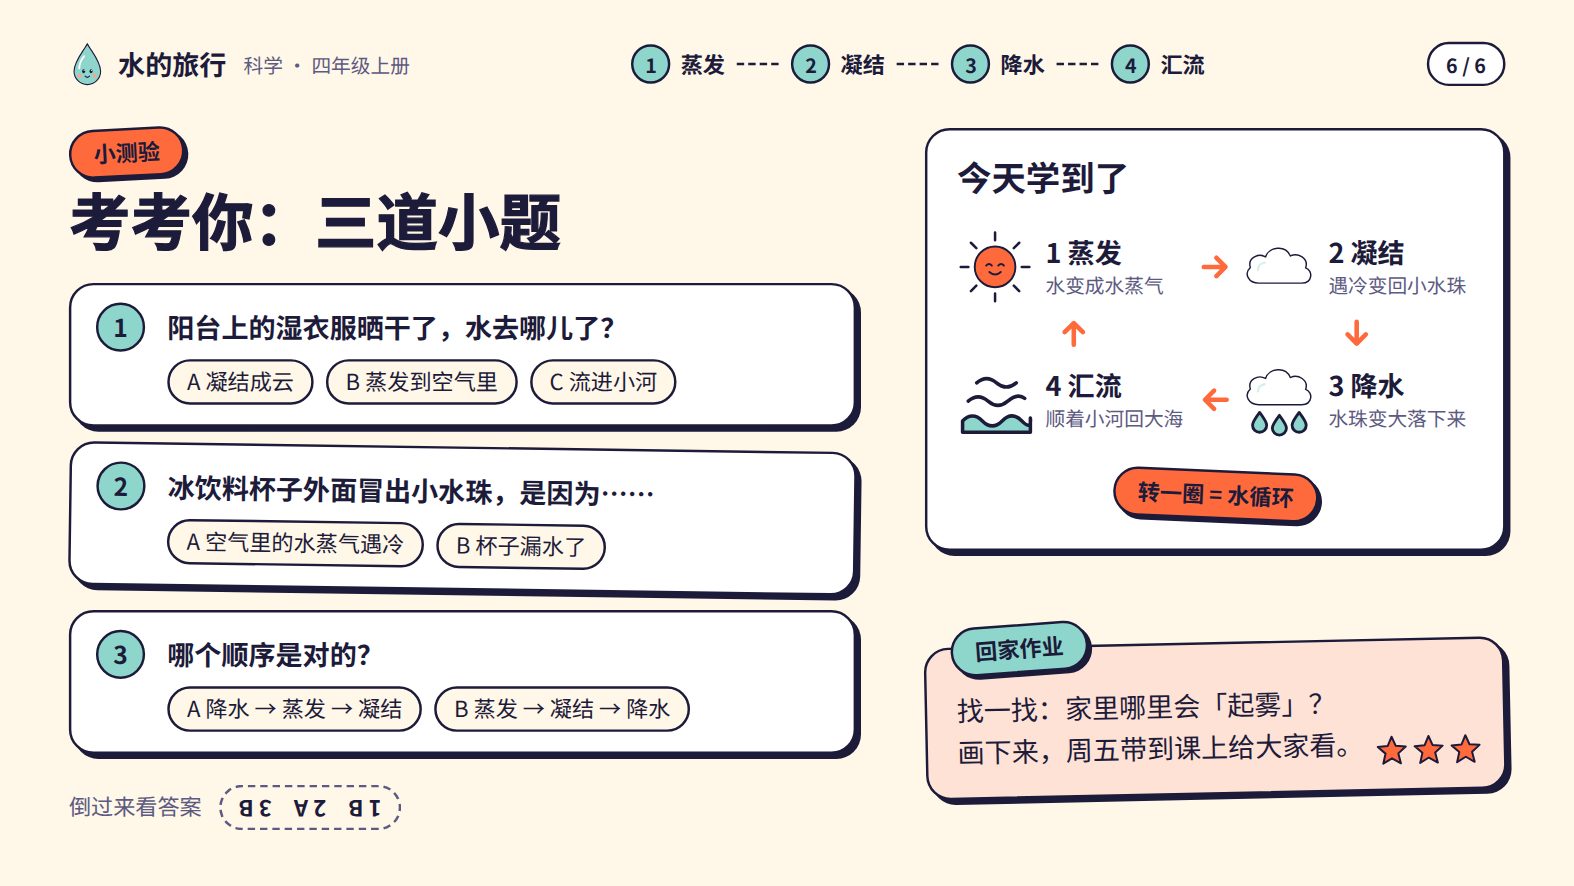 水的旅行 科学 · 四年级上册
1 蒸发 2 凝结 3 降水 4 汇流
6 / 6
小测验
考考你：三道小题
1 阳台上的湿衣服晒干了，水去哪儿了？
A 凝结成云 B 蒸发到空气里 C 流进小河
2 冰饮料杯子外面冒出小水珠，是因为……
A 空气里的水蒸气遇冷 B 杯子漏水了
3 哪个顺序是对的？
A 降水 → 蒸发 → 凝结 B 蒸发 → 凝结 → 降水
倒过来看答案 1B 2A 3B
今天学到了
1 蒸发
水变成水蒸气
2 凝结
遇冷变回小水珠
4 汇流
顺着小河回大海
3 降水
水珠变大落下来
转一圈 = 水循环
回家作业
找一找：家里哪里会「起雾」？
画下来，周五带到课上给大家看。